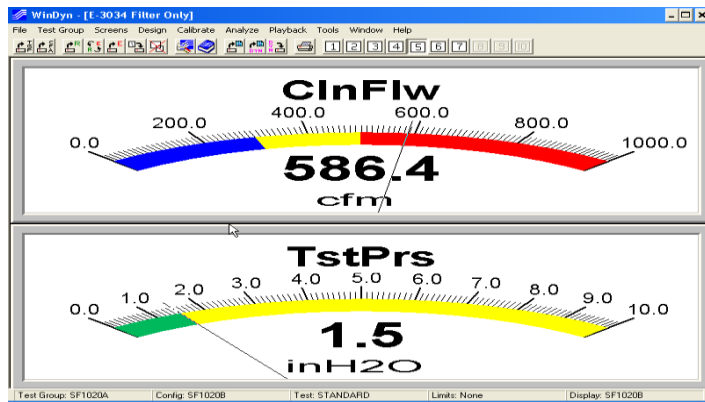 WinDyn - [E-3034 Filter Only]
File Test Group Screens Design Calibrate Analyze Playback Tools Window Help
1 2 3 4 5 6 7 8 9 10
ClnFlw
0.0 200.0 400.0 600.0 800.0 1000.0
586.4
cfm
TstPrs
0.0 1.0 2.0 3.0 4.0 5.0 6.0 7.0 8.0 9.0 10.0
1.5
inH2O
Test Group: SF1020A Config: SF1020B Test: STANDARD Limits: None Display: SF1020B